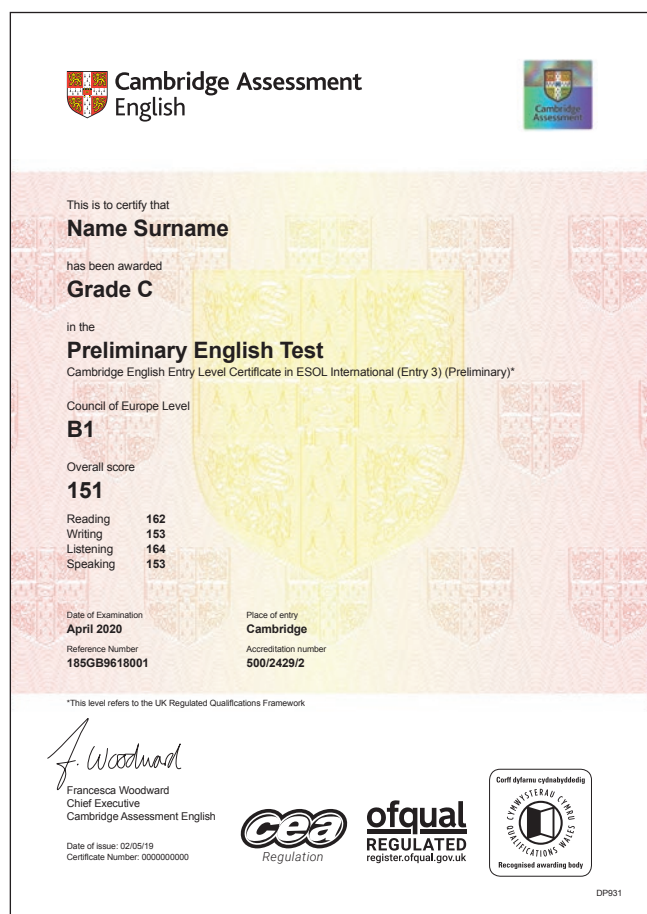 Cambridge Assessment
English
Cambridge
Assessment
This is to certify that
Name Surname
has been awarded
Grade C
in the
Preliminary English Test
Cambridge English Entry Level Certificate in ESOL International (Entry 3) (Preliminary)*
Council of Europe Level
B1
Overall score
151
Reading 162
Writing 153
Listening 164
Speaking 153
Date of Examination Place of entry
April 2020 Cambridge
Reference Number Accreditation number
185GB9618001 500/2429/2
*This level refers to the UK Regulated Qualifications Framework
F. Woodward
Francesca Woodward
Chief Executive
Cambridge Assessment English
Date of issue: 02/05/19
Certificate Number: 0000000000
cea
Regulation
ofqual
REGULATED
register.ofqual.gov.uk
Corff dyfarnu cydnabyddedig
CYMWYSTERAU CYMRU
QUALIFICATIONS WALES
Recognised awarding body
DP931